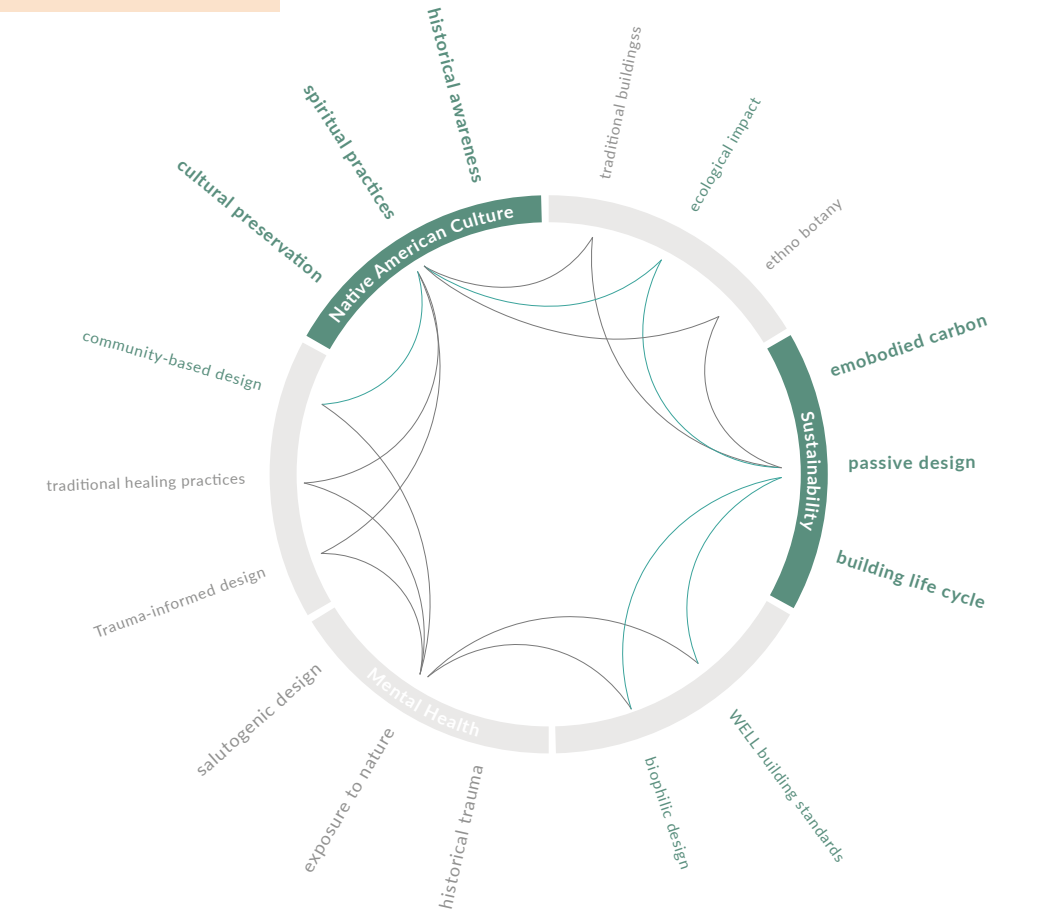 historical awareness
spiritual practices
cultural preservation
Native American Culture
traditional buildingss
ecological impact
ethno botany
emobodied carbon
Sustainability
passive design
building life cycle
WELL building standards
biophilic design
historical trauma
exposure to nature
salutogenic design
Mental Health
Trauma-informed design
traditional healing practices
community-based design